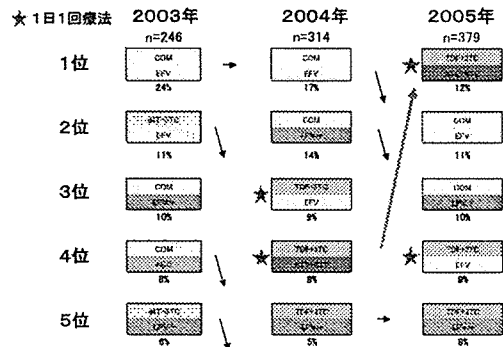 ★1日1回療法 2003年 2004年 2005年
n=246 n=314 n=379
1位 COM COM TDF+3TC
EFV EFV
24% 17% 12%
2位 d4T+3TC COM COM
EFV EFV
11% 14% 11%
3位 COM TDF+3TC COM
EFV
10% 9% 10%
4位 COM TDF+3TC TDF+3TC
EFV
8% 8% 9%
5位 d4T+3TC TDF+3TC TDF+3TC
6% 5% 8%